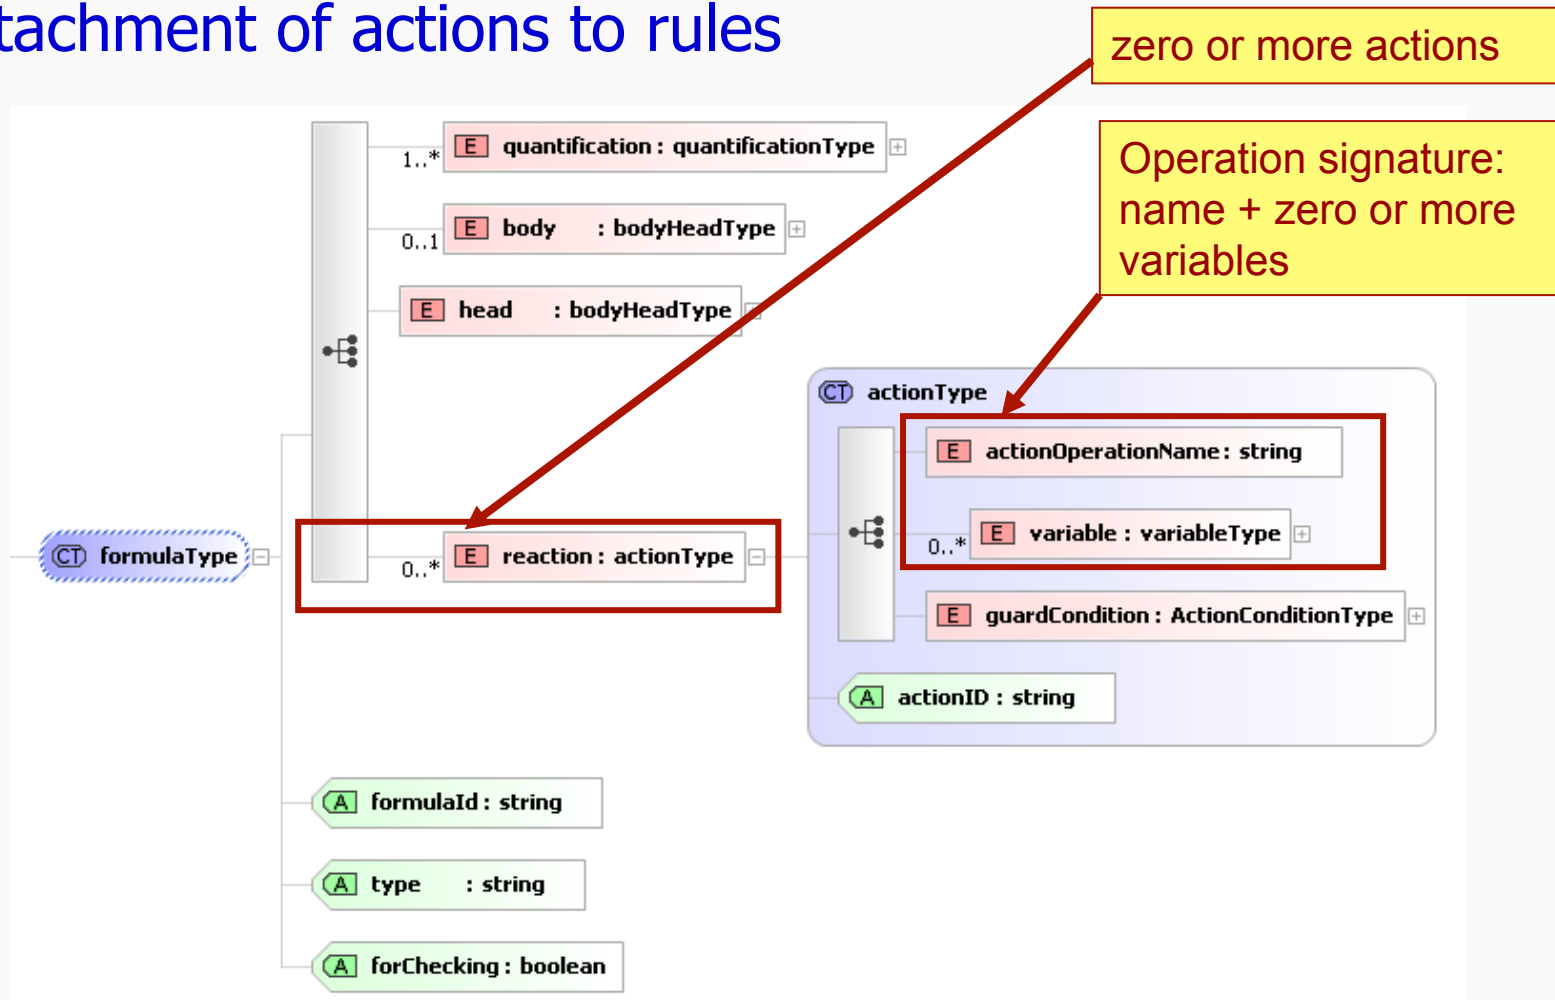 tachment of actions to rules
zero or more actions
Operation signature:
name + zero or more
variables
1..*
E quantification : quantificationType
0..1
E body : bodyHeadType
E head : bodyHeadType
CT actionType
E actionOperationName : string
0..*
E variable : variableType
CT formulaType
0..*
E reaction : actionType
E guardCondition : ActionConditionType
A actionID : string
A formulaId : string
A type : string
A forChecking : boolean